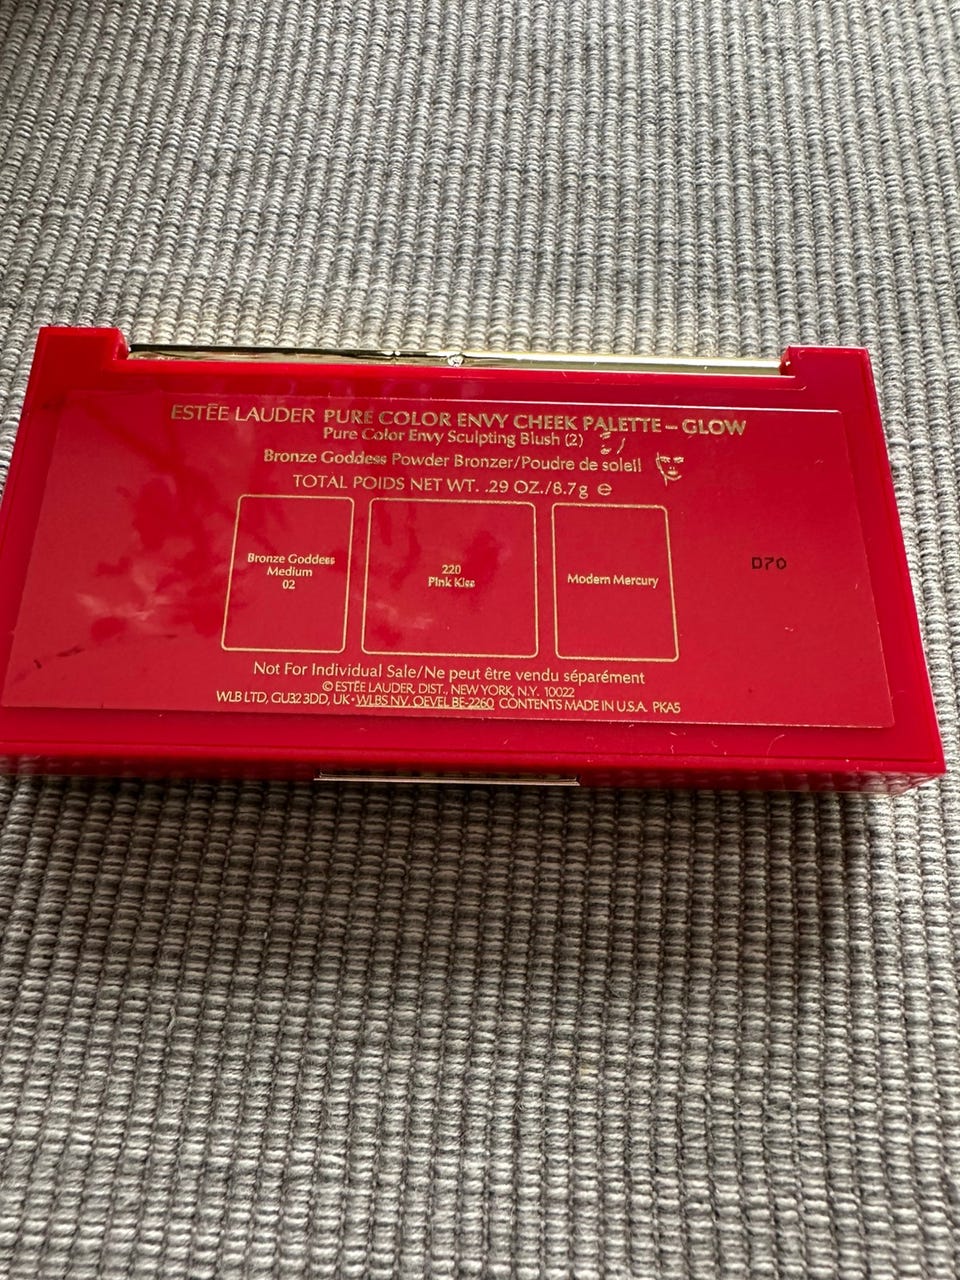 ESTĒE LAUDER PURE COLOR ENVY CHEEK PALETTE – GLOW
Pure Color Envy Sculpting Blush (2)
Bronze Goddess Powder Bronzer/Poudre de soleil
TOTAL POIDS NET WT. .29 OZ./8.7g ℮
Bronze Goddess
Medium
02
220
Pink Kiss
Modern Mercury
D70
Not For Individual Sale/Ne peut être vendu séparément
© ESTĒE LAUDER, DIST., NEW YORK, N.Y. 10022
WLB LTD, GU32 3DD, UK • WLBS NV, OEVEL BE-2260 CONTENTS MADE IN U.S.A. PKA5